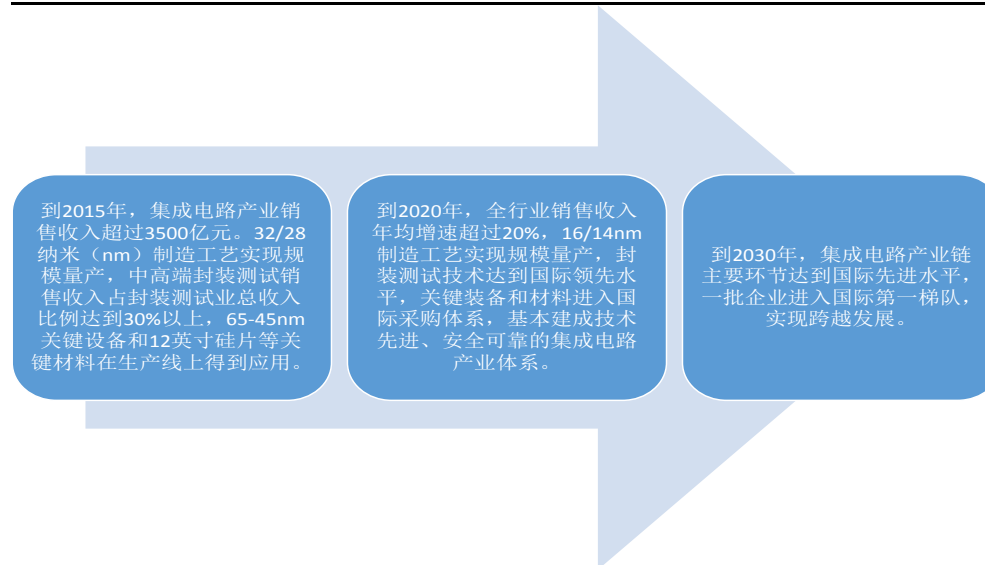 到2015年，集成电路产业销
售收入超过3500亿元。32/28
纳米（nm）制造工艺实现规
模量产，中高端封装测试销
售收入占封装测试业总收入
比例达到30%以上，65-45nm
关键设备和12英寸硅片等关
键材料在生产线上得到应用。
到2020年，全行业销售收入
年均增速超过20%，16/14nm
制造工艺实现规模量产，封
装测试技术达到国际领先水
平，关键装备和材料进入国
际采购体系，基本建成技术
先进、安全可靠的集成电路
产业体系。
到2030年，集成电路产业链
主要环节达到国际先进水平，
一批企业进入国际第一梯队，
实现跨越发展。